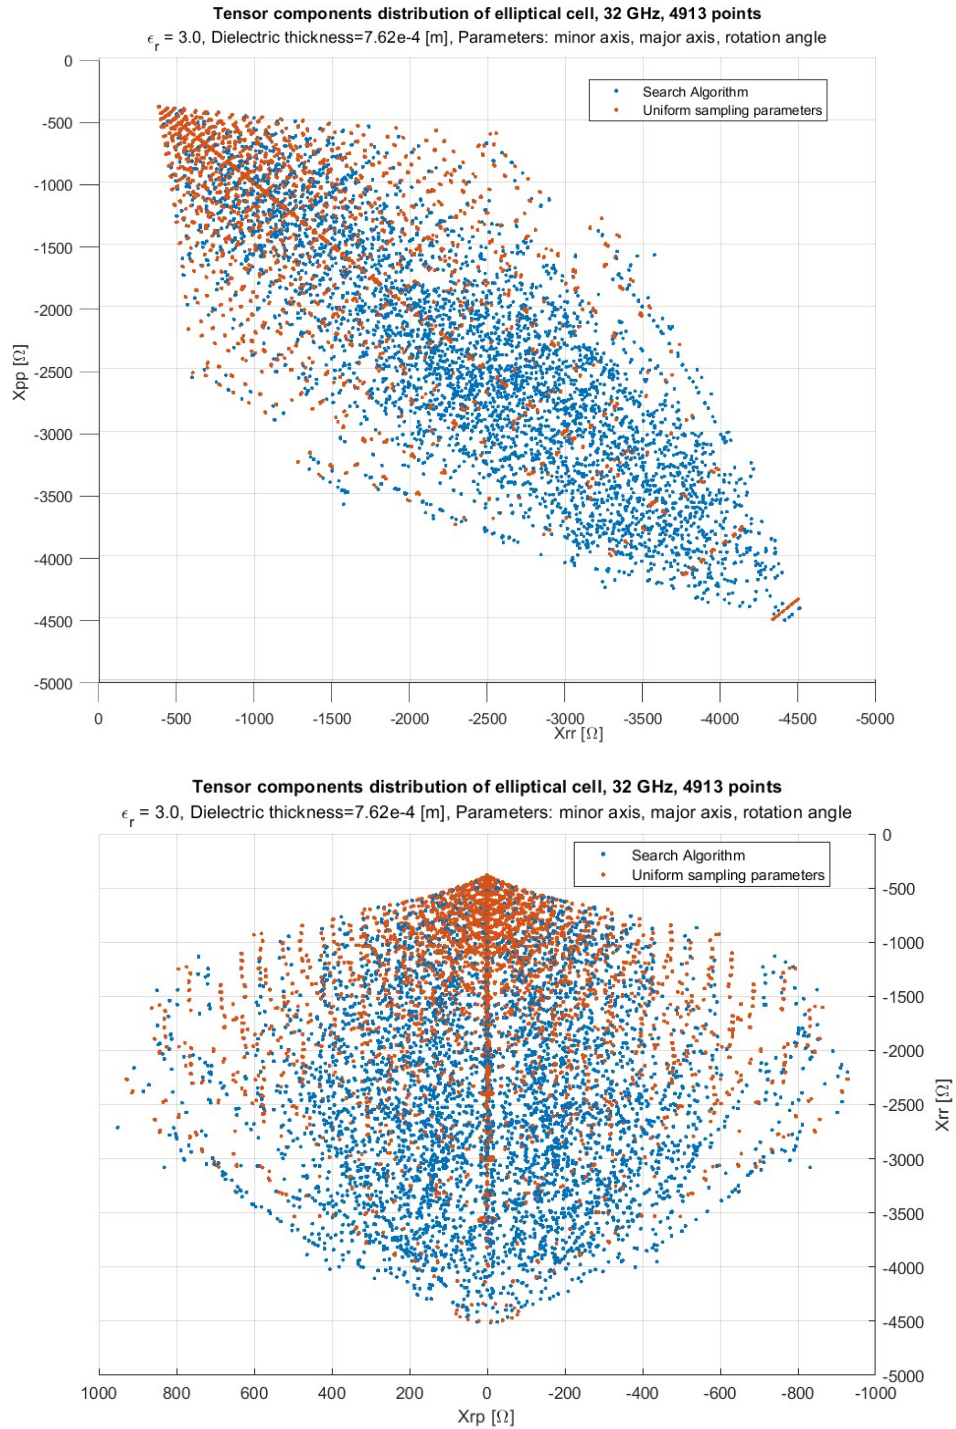 Tensor components distribution of elliptical cell, 32 GHz, 4913 points
ϵr = 3.0, Dielectric thickness=7.62e-4 [m], Parameters: minor axis, major axis, rotation angle
Search Algorithm
Uniform sampling parameters
0
-500
-1000
-1500
-2000
-2500
-3000
-3500
-4000
-4500
-5000
Xpp [Ω]
0 -500 -1000 -1500 -2000 -2500 -3000 -3500 -4000 -4500 -5000
Xrr [Ω]
Tensor components distribution of elliptical cell, 32 GHz, 4913 points
ϵr = 3.0, Dielectric thickness=7.62e-4 [m], Parameters: minor axis, major axis, rotation angle
Search Algorithm
Uniform sampling parameters
0
-500
-1000
-1500
-2000
-2500
-3000
-3500
-4000
-4500
-5000
Xrr [Ω]
1000 800 600 400 200 0 -200 -400 -600 -800 -1000
Xrp [Ω]